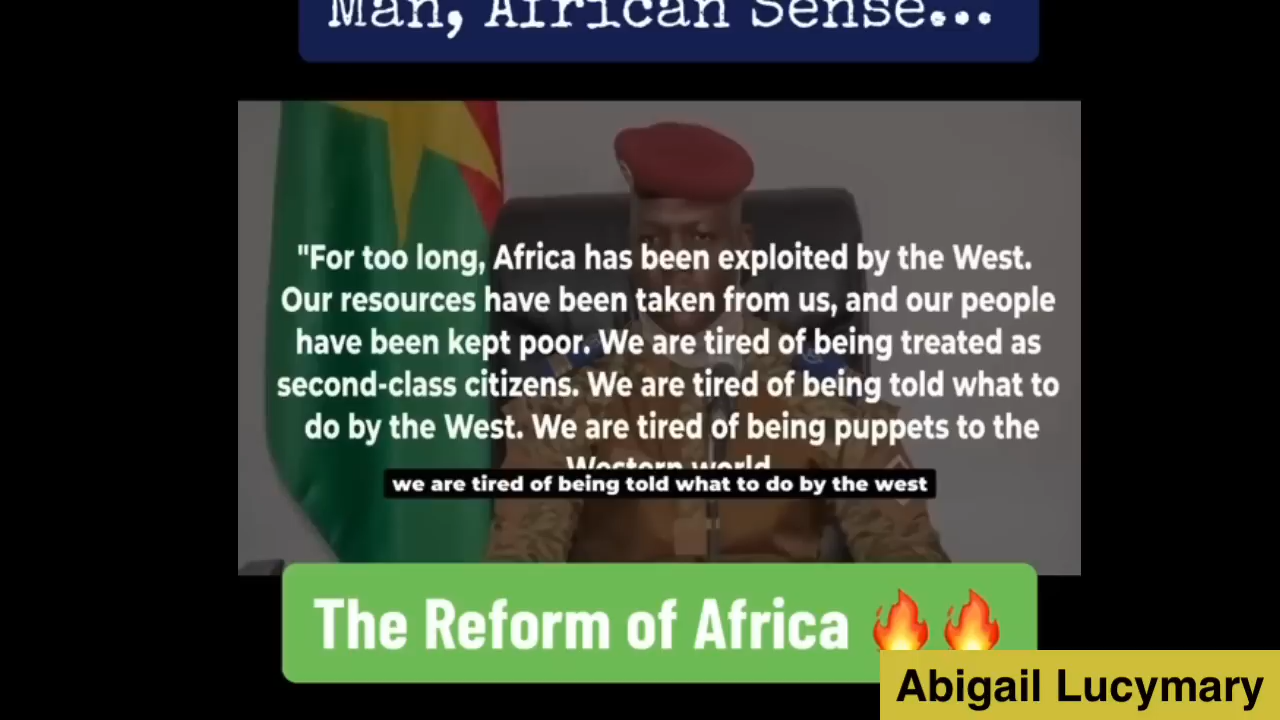 Man, African Sense...
"For too long, Africa has been exploited by the West.
Our resources have been taken from us, and our people
have been kept poor. We are tired of being treated as
second-class citizens. We are tired of being told what to
do by the West. We are tired of being puppets to the
Western world
we are tired of being told what to do by the west
The Reform of Africa 🔥🔥
Abigail Lucymary